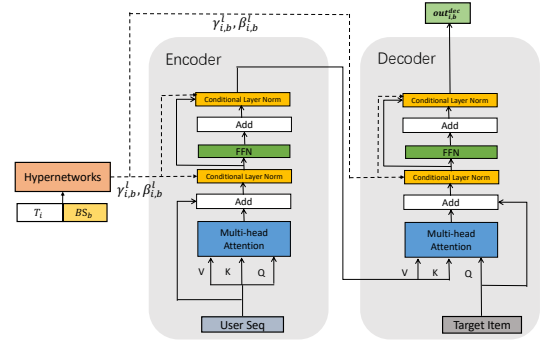 γ^l_{i,b}, β^l_{i,b}
out^{dec}_{i,b}
Encoder
Decoder
Conditional Layer Norm
Conditional Layer Norm
Add
Add
FFN
FFN
Hypernetworks
γ^l_{i,b}, β^l_{i,b}
Conditional Layer Norm
Conditional Layer Norm
T_i
BS_b
Add
Add
Multi-head
Attention
Multi-head
Attention
V K Q
V K Q
User Seq
Target Item